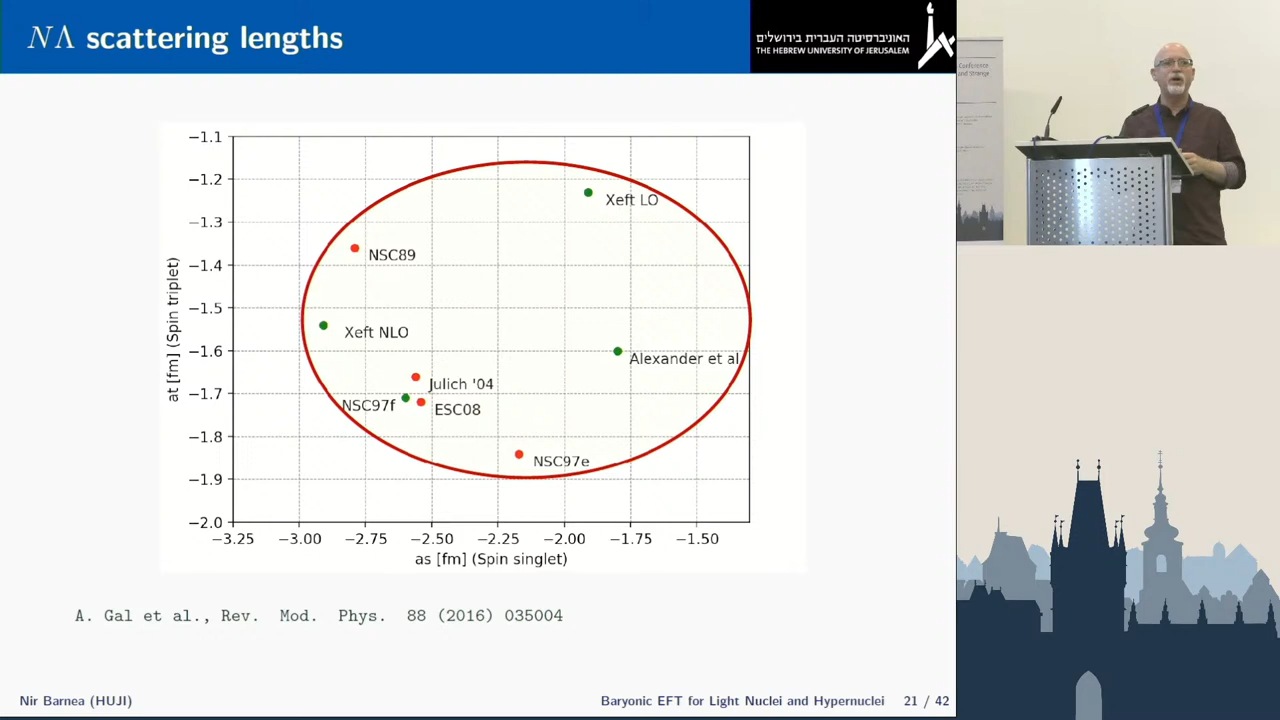 NΛ scattering lengths
האוניברסיטה העברית בירושלים
THE HEBREW UNIVERSITY OF JERUSALEM
Conference
and Strange
−1.1
−1.2
−1.3
−1.4
−1.5
−1.6
−1.7
−1.8
−1.9
−2.0
at [fm] (Spin triplet)
Xeft LO
NSC89
Xeft NLO
Alexander et al
Julich '04
NSC97f
ESC08
NSC97e
−3.25 −3.00 −2.75 −2.50 −2.25 −2.00 −1.75 −1.50
as [fm] (Spin singlet)
A. Gal et al., Rev. Mod. Phys. 88 (2016) 035004
Nir Barnea (HUJI) Baryonic EFT for Light Nuclei and Hypernuclei 21 / 42